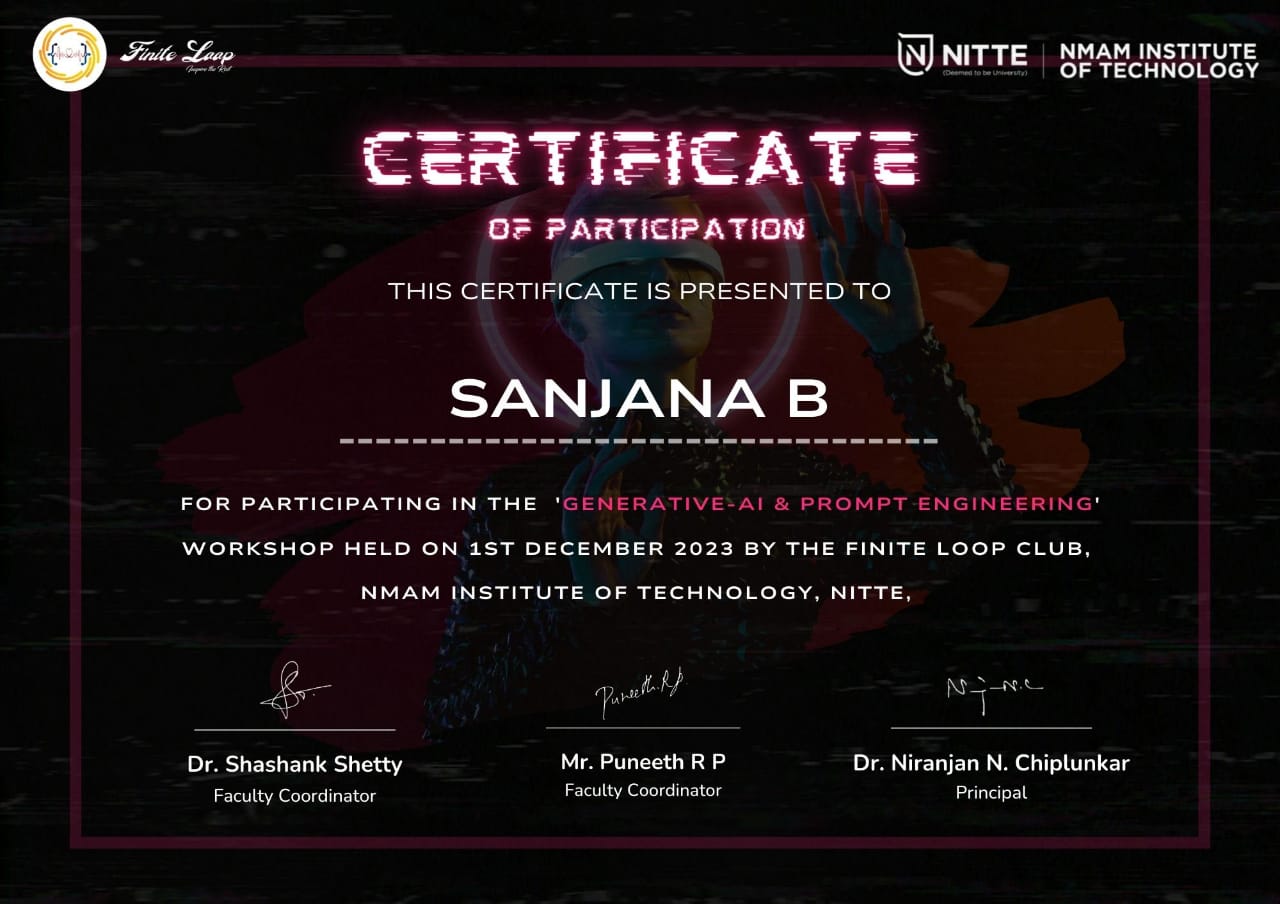 Finite Loop
Inspire the Rest
NITTE
(Deemed to be University)
NMAM INSTITUTE
OF TECHNOLOGY
CERTIFICATE
OF PARTICIPATION
THIS CERTIFICATE IS PRESENTED TO
SANJANA B
FOR PARTICIPATING IN THE 'GENERATIVE-AI & PROMPT ENGINEERING'
WORKSHOP HELD ON 1ST DECEMBER 2023 BY THE FINITE LOOP CLUB,
NMAM INSTITUTE OF TECHNOLOGY, NITTE,
Puneeth.R.P.
Dr. Shashank Shetty
Faculty Coordinator
Mr. Puneeth R P
Faculty Coordinator
Dr. Niranjan N. Chiplunkar
Principal